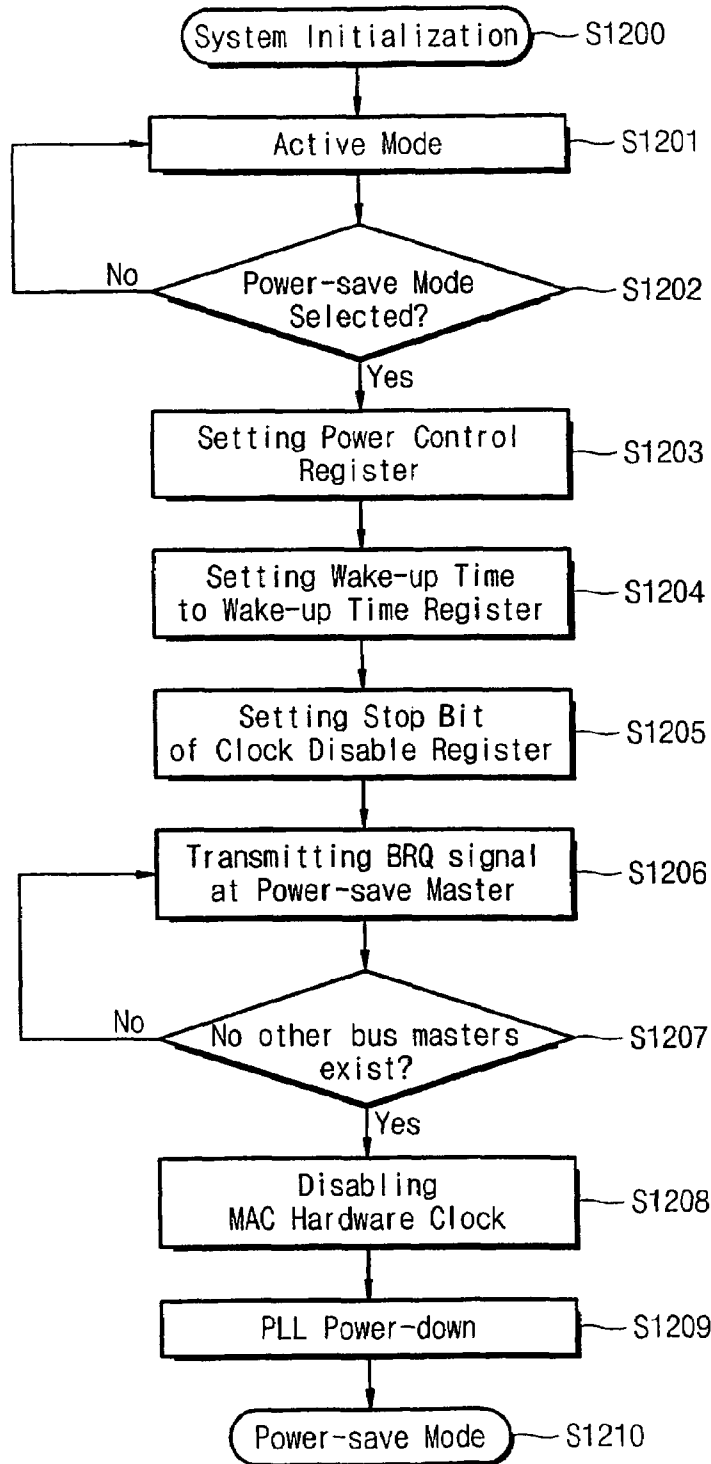 System Initialization
S1200
Active Mode
S1201
No
Power-save Mode
Selected?
S1202
Yes
Setting Power Control
Register
S1203
Setting Wake-up Time
to Wake-up Time Register
S1204
Setting Stop Bit
of Clock Disable Register
S1205
Transmitting BRQ signal
at Power-save Master
S1206
No
No other bus masters
exist?
S1207
Yes
Disabling
MAC Hardware Clock
S1208
PLL Power-down
S1209
Power-save Mode
S1210